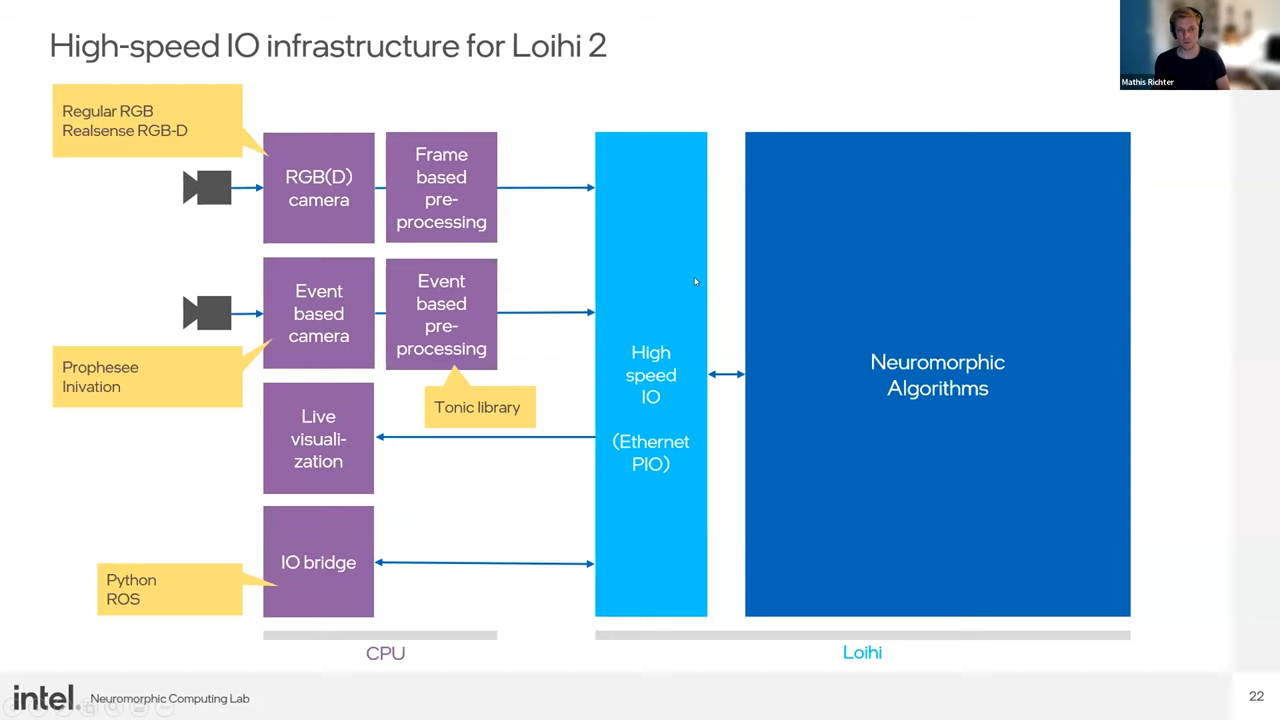 High-speed IO infrastructure for Loihi 2
Mathis Richter
Regular RGB
Realsense RGB-D
RGB(D)
camera
Frame
based
pre-
processing
Event
based
camera
Event
based
pre-
processing
Prophesee
Inivation
Tonic library
Live
visuali-
zation
IO bridge
Python
ROS
High
speed
IO
(Ethernet
PIO)
Neuromorphic
Algorithms
CPU
Loihi
intel.
Neuromorphic Computing Lab
22